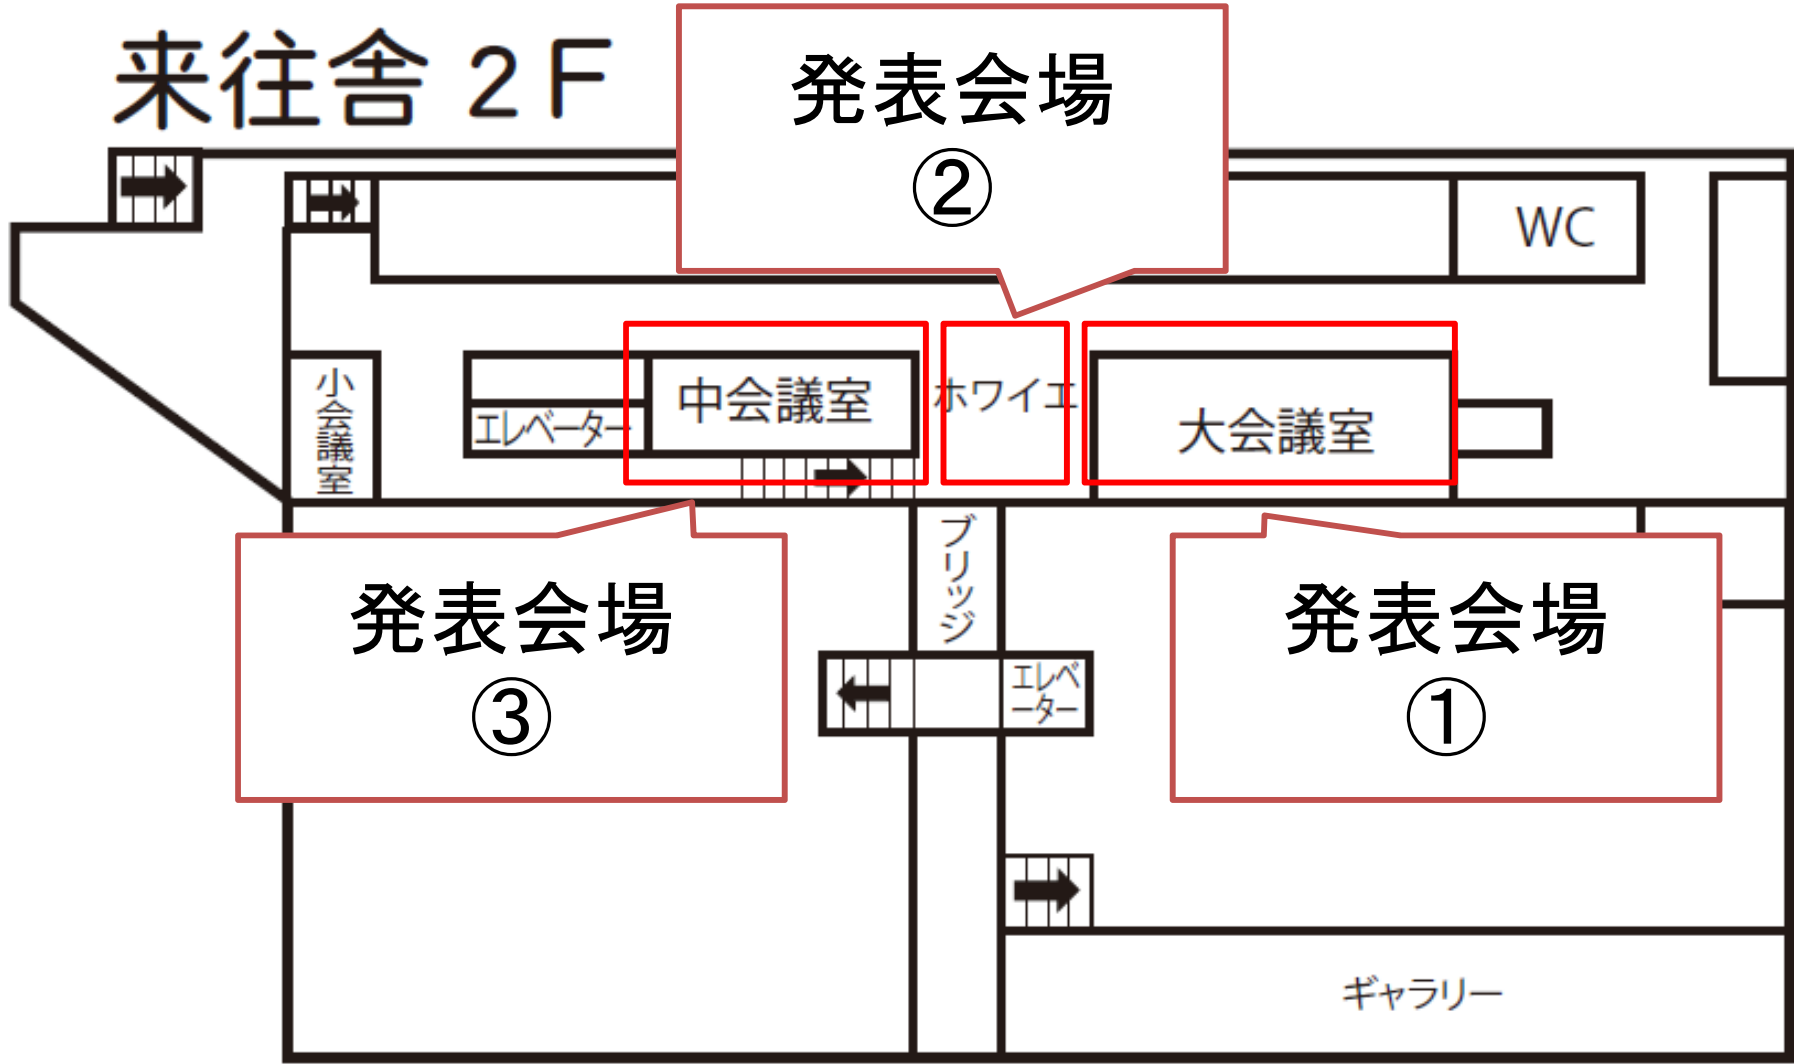 来往舎 2F
発表会場
②
WC
小会議室
エレベーター
中会議室
ホワイエ
大会議室
ブリッジ
発表会場
③
エレベ
ーター
発表会場
①
ギャラリー